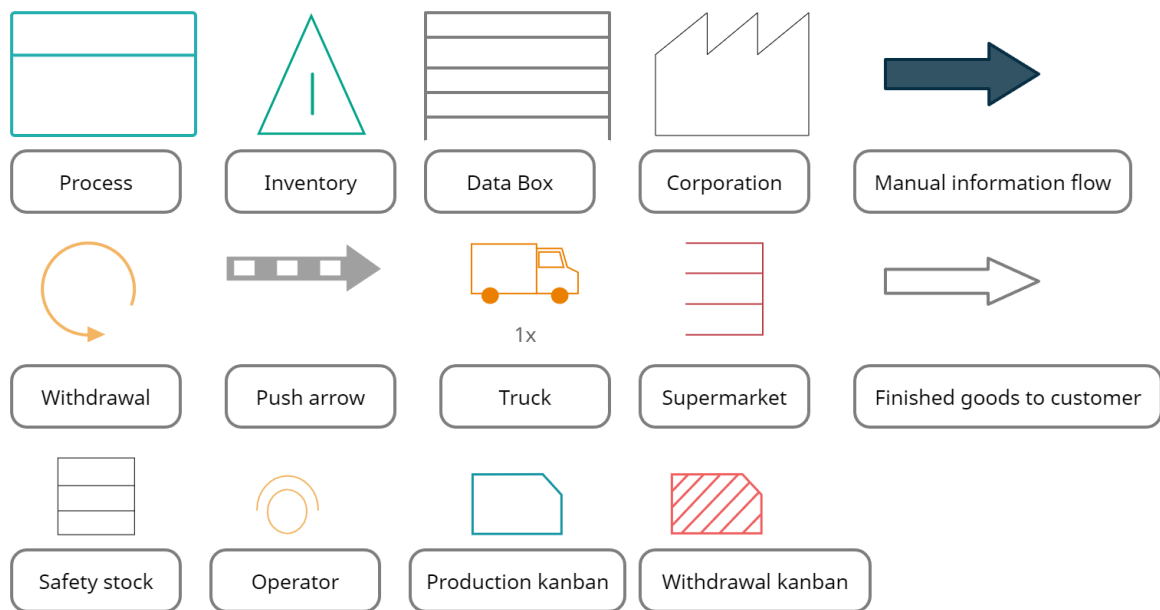 Process
Inventory
Data Box
Corporation
Manual information flow
1x
Withdrawal
Push arrow
Truck
Supermarket
Finished goods to customer
Safety stock
Operator
Production kanban
Withdrawal kanban